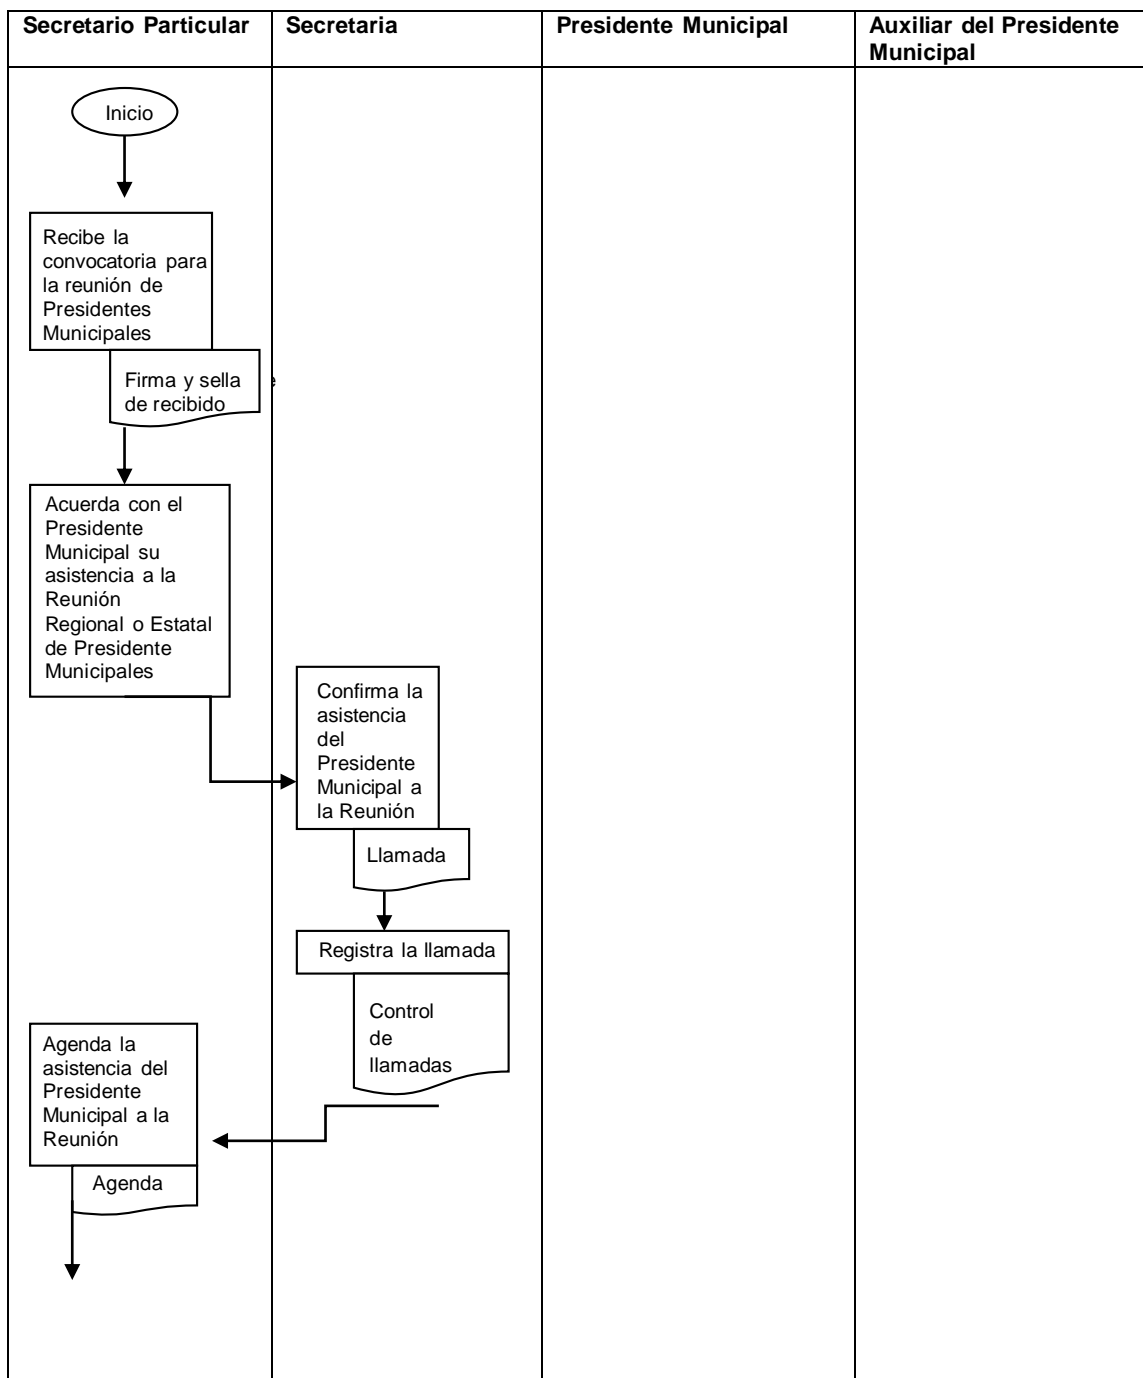 Secretario Particular
Secretaria
Presidente Municipal
Auxiliar del Presidente
Municipal
Inicio
Recibe la
convocatoria para
la reunión de
Presidentes
Municipales
Firma y sella
de recibido
Acuerda con el
Presidente
Municipal su
asistencia a la
Reunión
Regional o Estatal
de Presidente
Municipales
Confirma la
asistencia
del
Presidente
Municipal a
la Reunión
Llamada
Registra la llamada
Control
de
llamadas
Agenda la
asistencia del
Presidente
Municipal a la
Reunión
Agenda